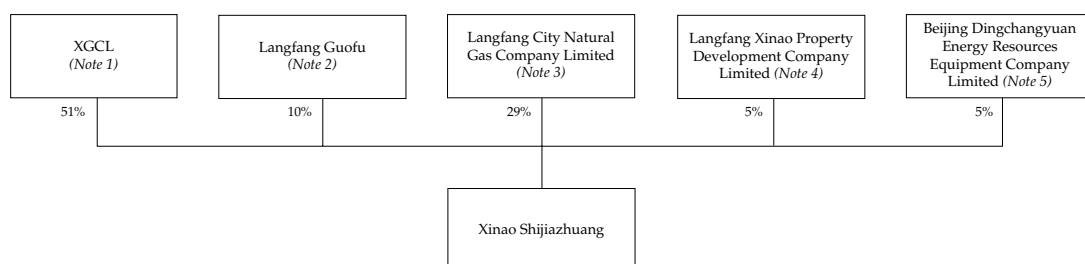 XGCL
(Note 1)
Langfang Guofu
(Note 2)
Langfang City Natural
Gas Company Limited
(Note 3)
Langfang Xinao Property
Development Company
Limited (Note 4)
Beijing Dingchangyuan
Energy Resources
Equipment Company
Limited (Note 5)
51%
10%
29%
5%
5%
Xinao Shijiazhuang